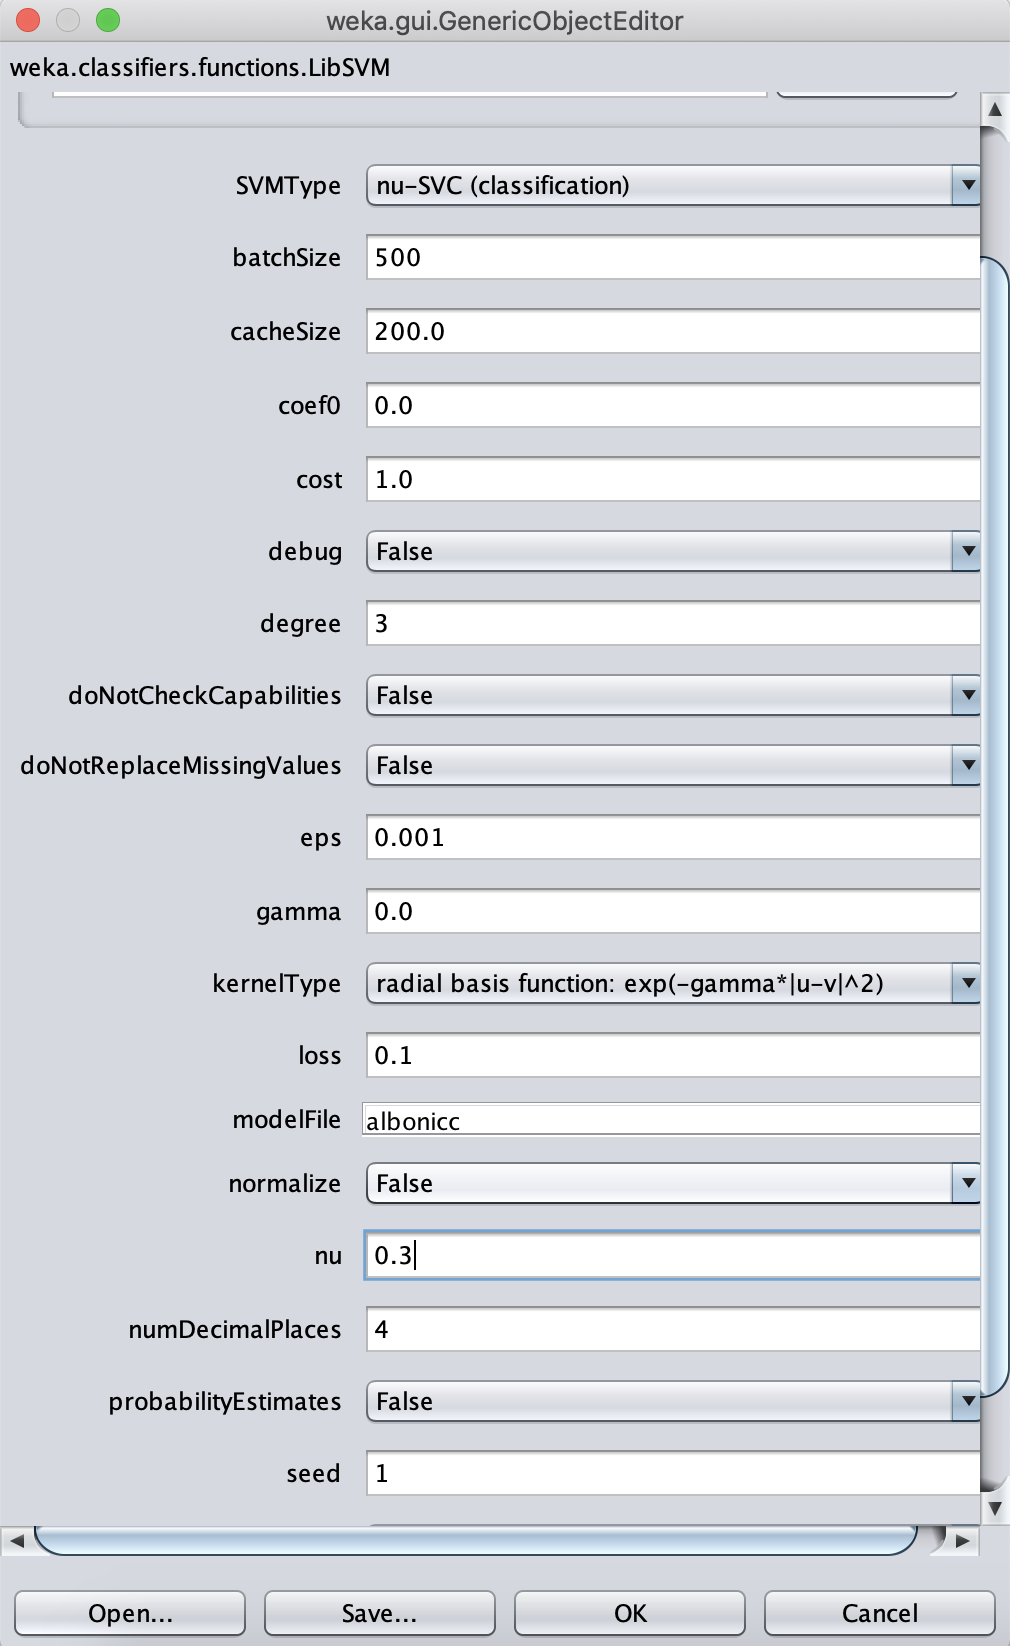 weka.gui.GenericObjectEditor
weka.classifiers.functions.LibSVM
SVMType nu-SVC (classification)
batchSize 500
cacheSize 200.0
coef0 0.0
cost 1.0
debug False
degree 3
doNotCheckCapabilities False
doNotReplaceMissingValues False
eps 0.001
gamma 0.0
kernelType radial basis function: exp(-gamma*|u-v|^2)
loss 0.1
modelFile albonicc
normalize False
nu 0.3
numDecimalPlaces 4
probabilityEstimates False
seed 1
Open... Save... OK Cancel